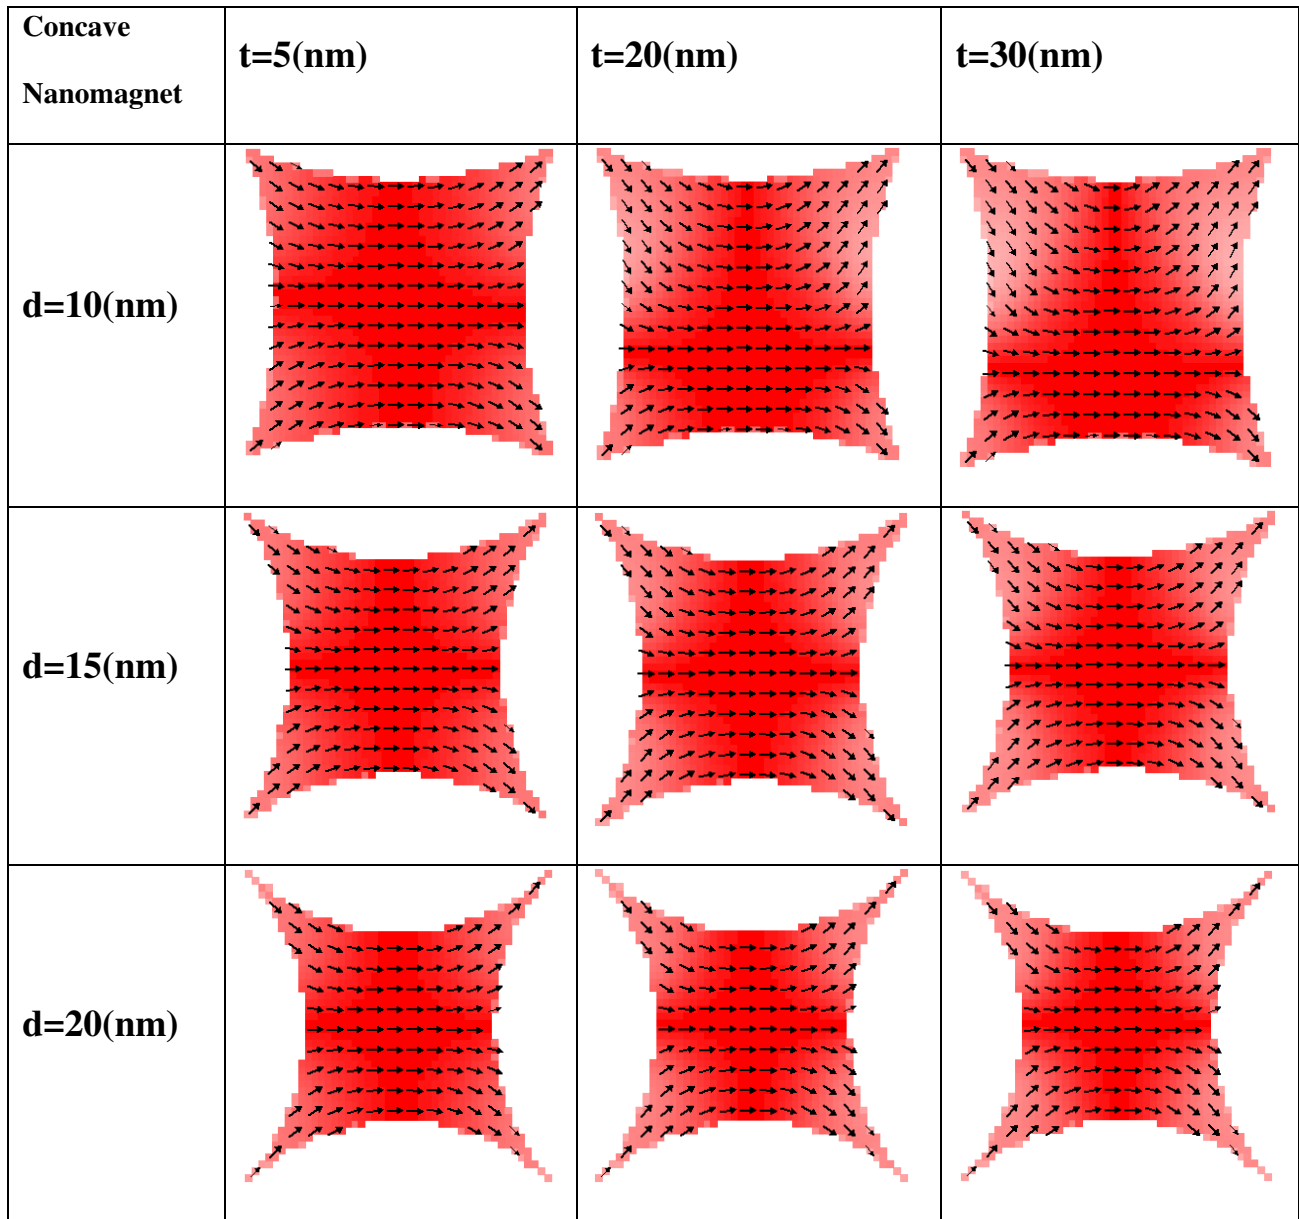 Concave
Nanomagnet
t=5(nm)
t=20(nm)
t=30(nm)
d=10(nm)
d=15(nm)
d=20(nm)